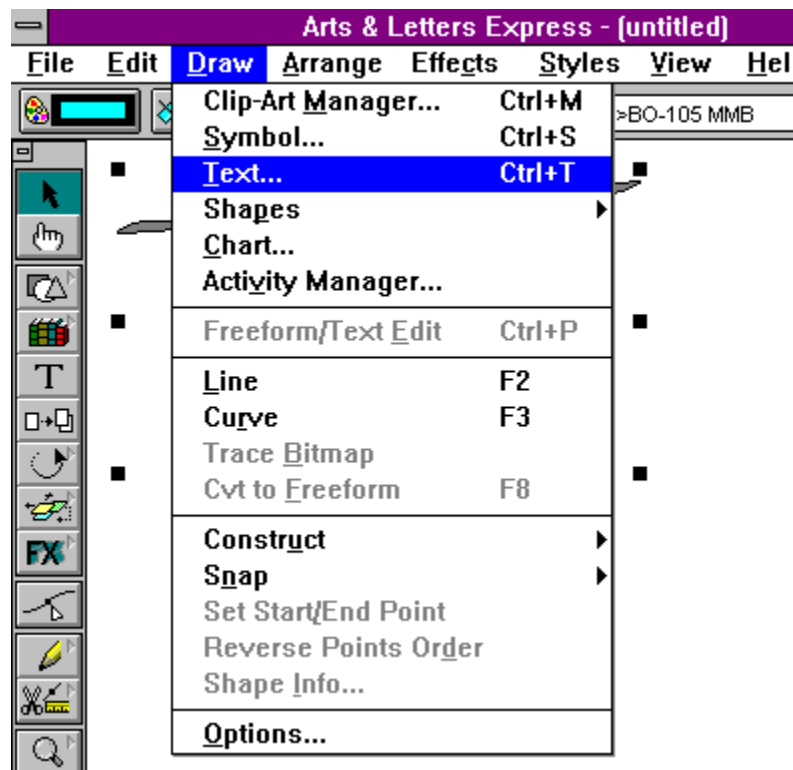 Arts & Letters Express - (untitled)
File Edit Draw Arrange Effects Styles View Hel
>BO-105 MMB
Clip-Art Manager... Ctrl+M
Symbol... Ctrl+S
Text... Ctrl+T
Shapes
Chart...
Activity Manager...
Freeform/Text Edit Ctrl+P
Line F2
Curve F3
Trace Bitmap
Cvt to Freeform F8
Construct
Snap
Set Start/End Point
Reverse Points Order
Shape Info...
Options...
T
FX